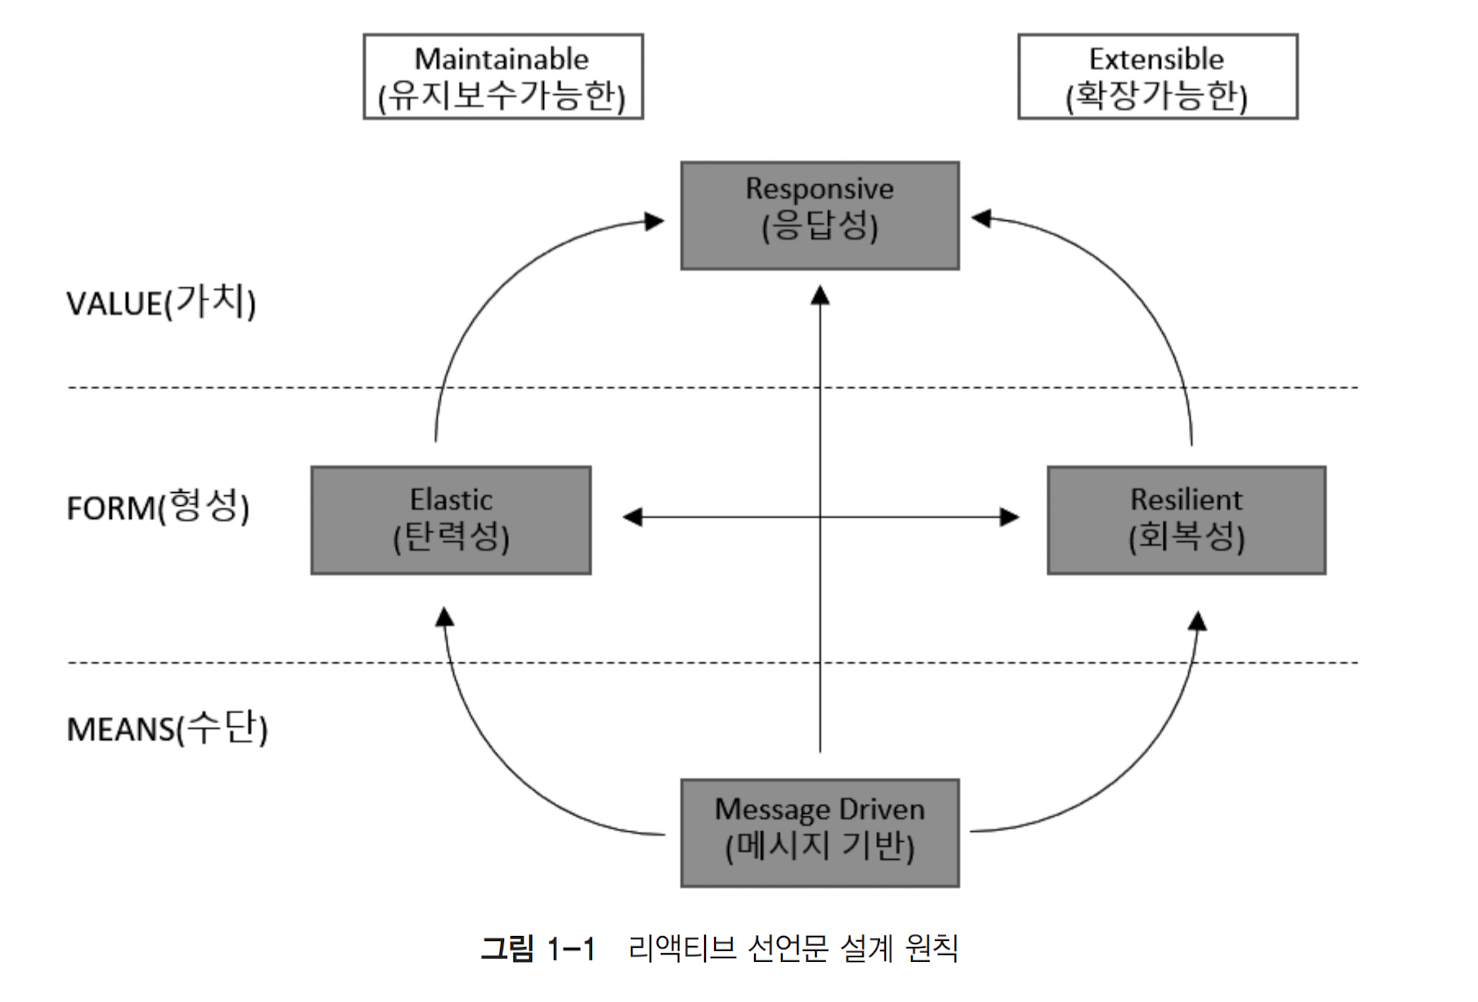 Maintainable
(유지보수가능한)
Extensible
(확장가능한)
Responsive
(응답성)
VALUE(가치)
FORM(형성)
Elastic
(탄력성)
Resilient
(회복성)
MEANS(수단)
Message Driven
(메시지 기반)
그림 1-1 리액티브 선언문 설계 원칙